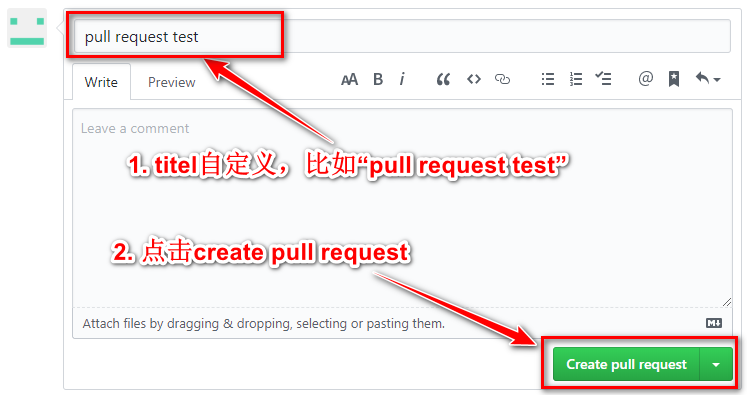 pull request test
Write Preview AA B i @
Leave a comment
1. titel自定义，比如“pull request test”
2. 点击create pull request
Attach files by dragging & dropping, selecting or pasting them.
Create pull request